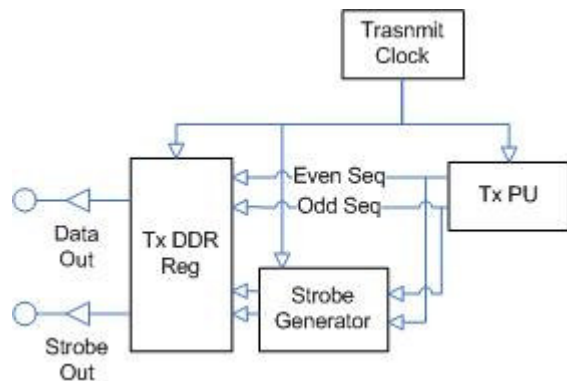 Trasnmit
Clock
Even Seq
Odd Seq
Tx PU
Tx DDR
Reg
Data
Out
Strobe
Generator
Strobe
Out